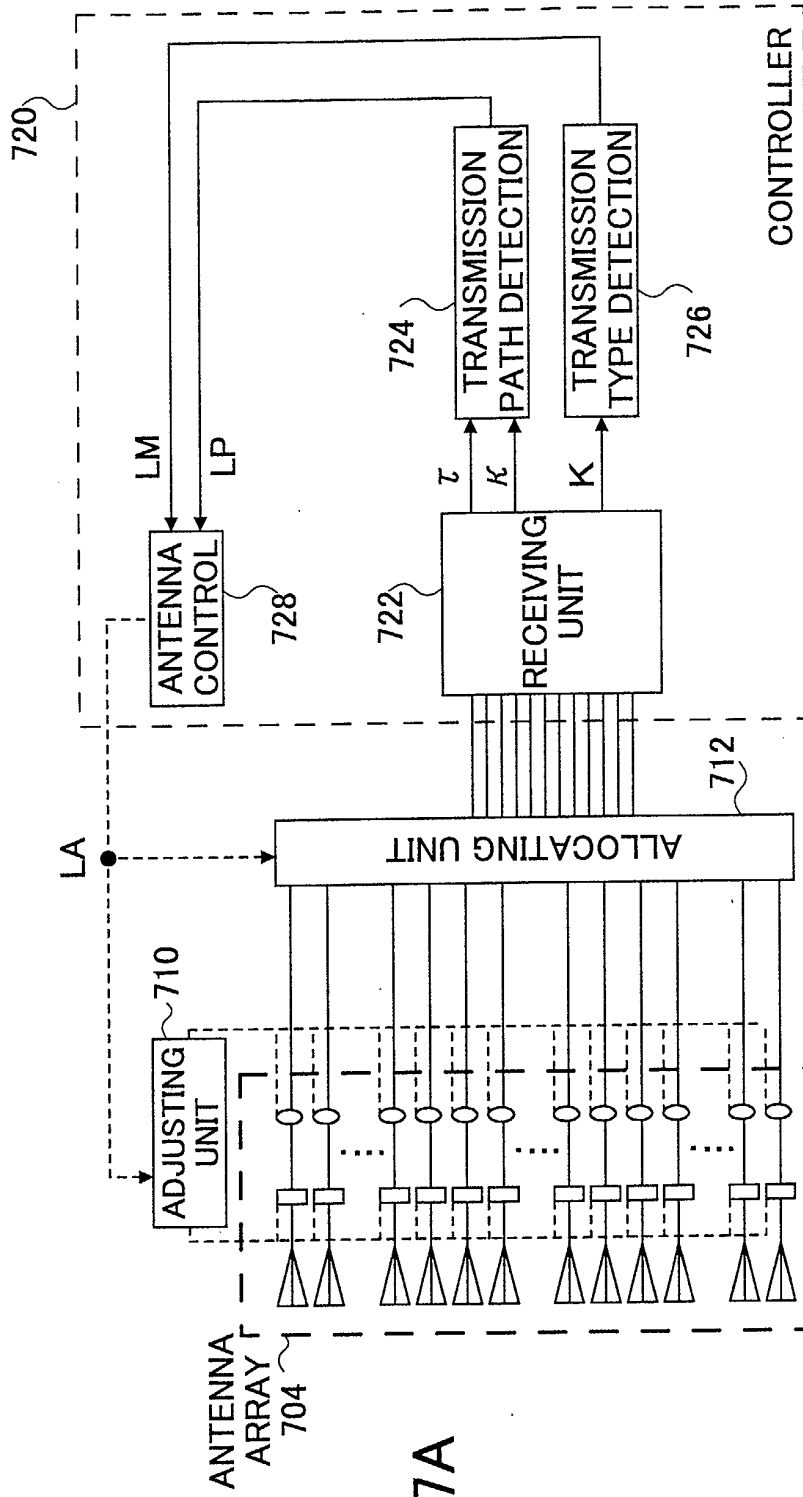 7A
ANTENNA
ARRAY
704
ADJUSTING
UNIT
710
LA
ALLOCATING UNIT
712
720
ANTENNA
CONTROL
728
LM
LP
RECEIVING
UNIT
722
τ
κ
K
TRANSMISSION
PATH DETECTION
724
TRANSMISSION
TYPE DETECTION
726
CONTROLLER